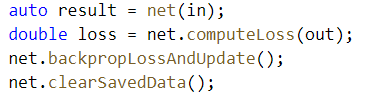 auto result = net(in);
double loss = net.computeLoss(out);
net.backpropLossAndUpdate();
net.clearSavedData();